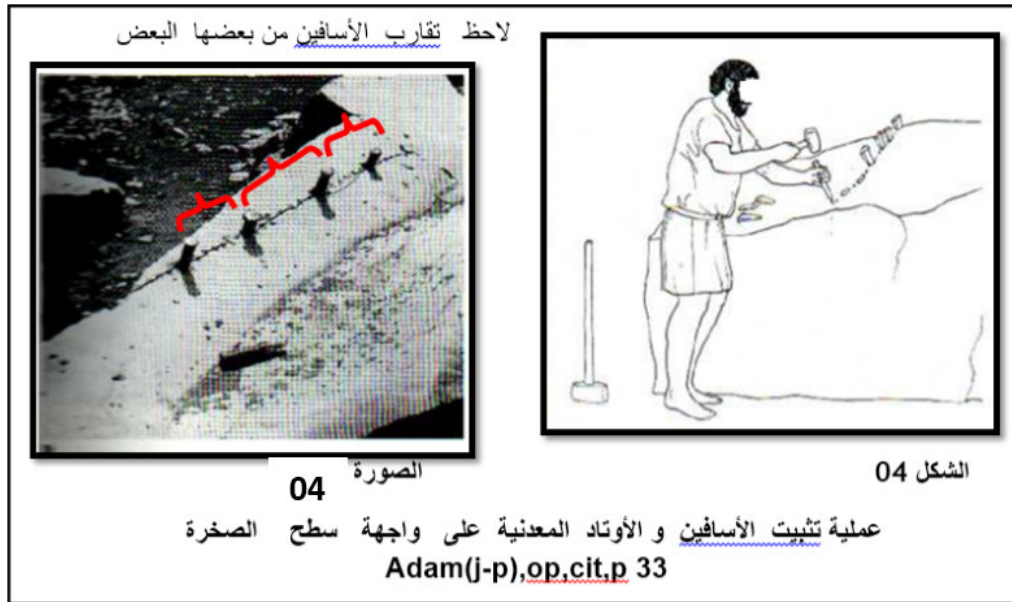 لاحظ تقارب الأسافين من بعضها البعض
الشكل 04
الصورة 04
عملية تثبيت الأسافين و الأوتاد المعدنية على واجهة سطح الصخرة
Adam(j-p),op,cit,p 33